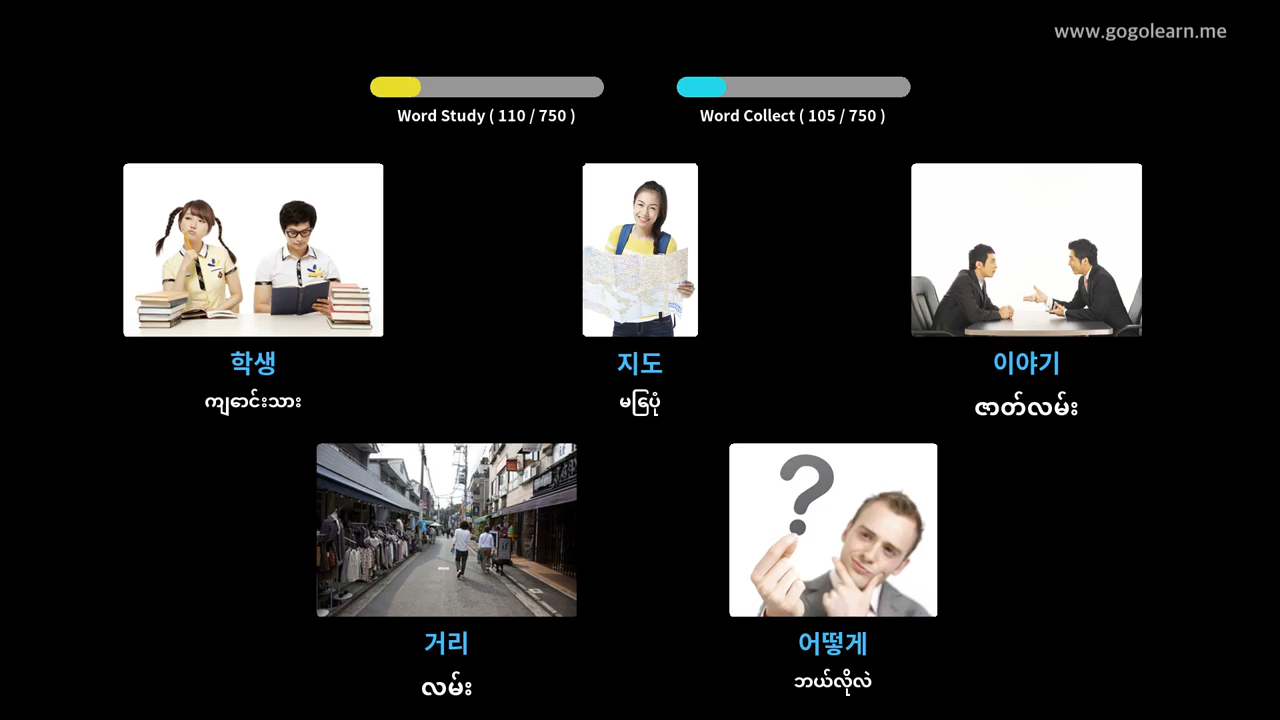 www.gogolearn.me
Word Study ( 110 / 750 )
Word Collect ( 105 / 750 )
학생
ကျောင်းသား
지도
မြေပုံ
이야기
ဇာတ်လမ်း
거리
လမ်း
어떻게
ဘယ်လိုလဲ